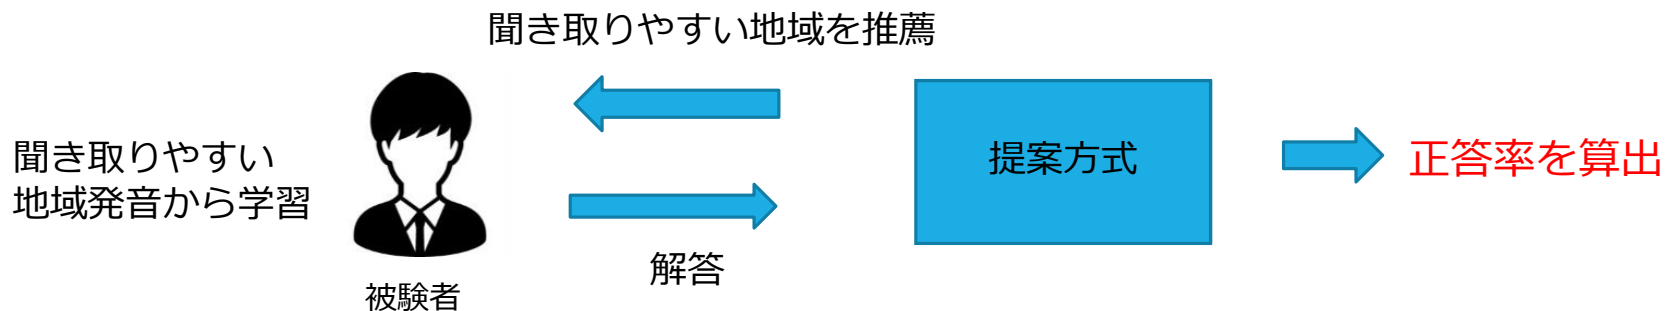 聞き取りやすい地域を推薦
聞き取りやすい
地域発音から学習
提案方式
正答率を算出
解答
被験者